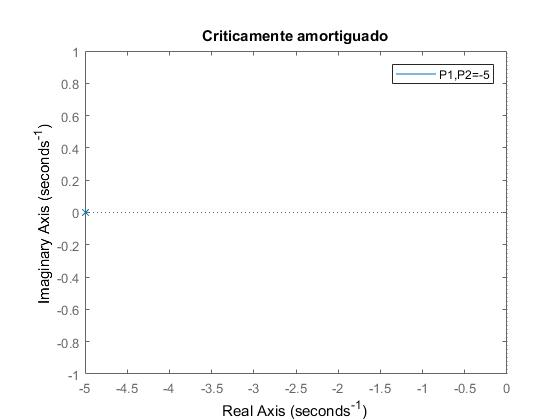 Criticamente amortiguado
P1,P2=-5
1
0.8
0.6
0.4
0.2
0
-0.2
-0.4
-0.6
-0.8
-1
Imaginary Axis (seconds⁻¹)
-5 -4.5 -4 -3.5 -3 -2.5 -2 -1.5 -1 -0.5 0
Real Axis (seconds⁻¹)